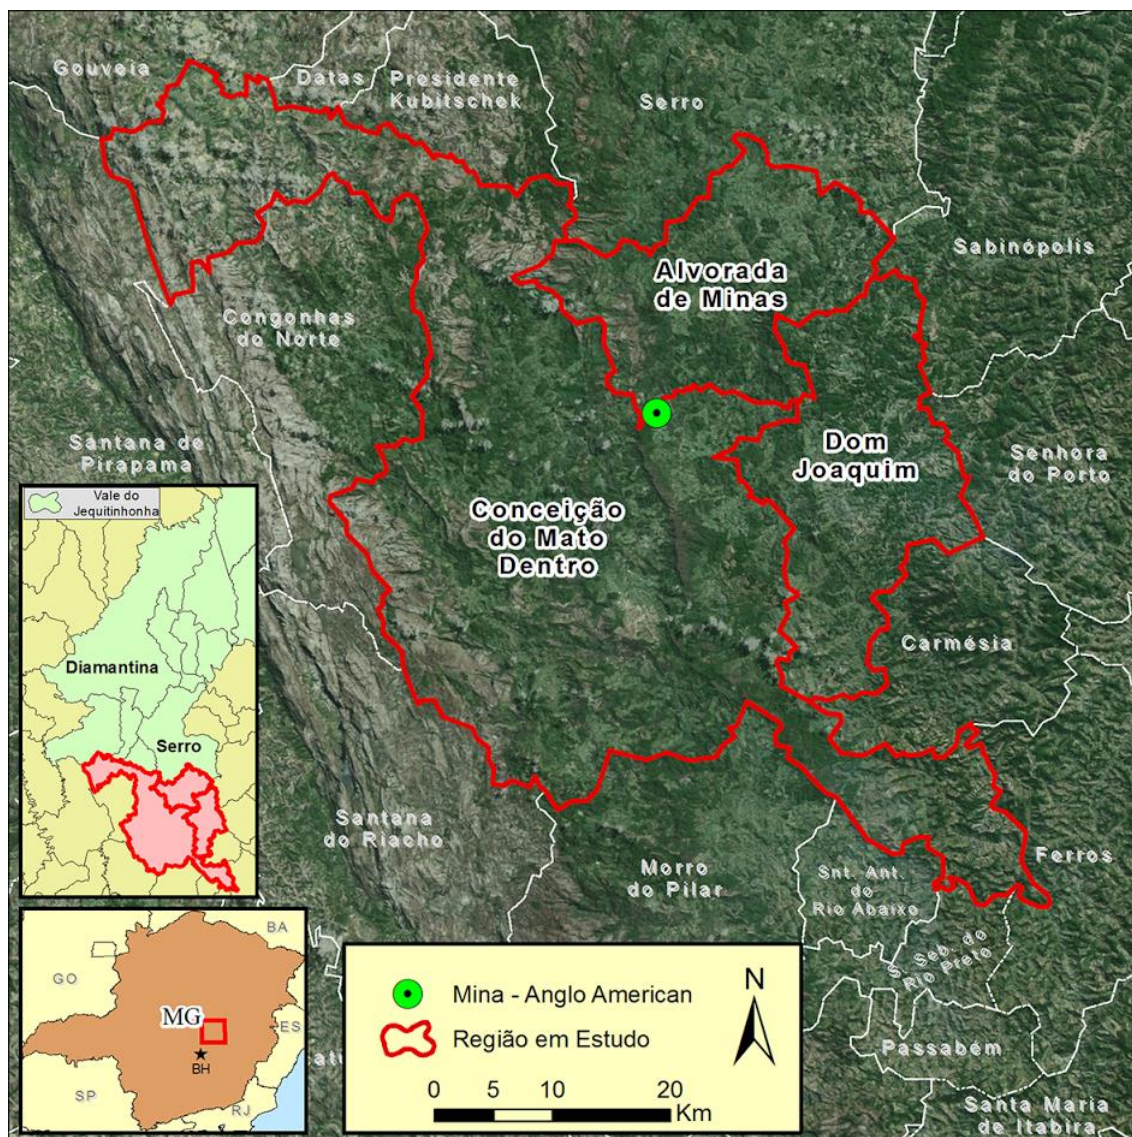 Gouveia
Datas
Presidente
Kubitschek
Serro
Sabinópolis
Alvorada
de Minas
Congonhas
do Norte
Santana de
Pirapama
Dom
Joaquim
Senhora
do Porto
Conceição
do Mato
Dentro
Vale do
Jequitinhonha
Diamantina
Serro
Carmésia
Santana
do Riacho
Morro
do Pilar
Snt. Ant.
do
Rio Abaixo
Ferros
S. Seb. do
Rio Preto
Passabém
Santa Maria
de Itabira
BA
GO
MG
ES
BH
SP
RJ
Mina - Anglo American
Região em Estudo
N
0 5 10 20
Km